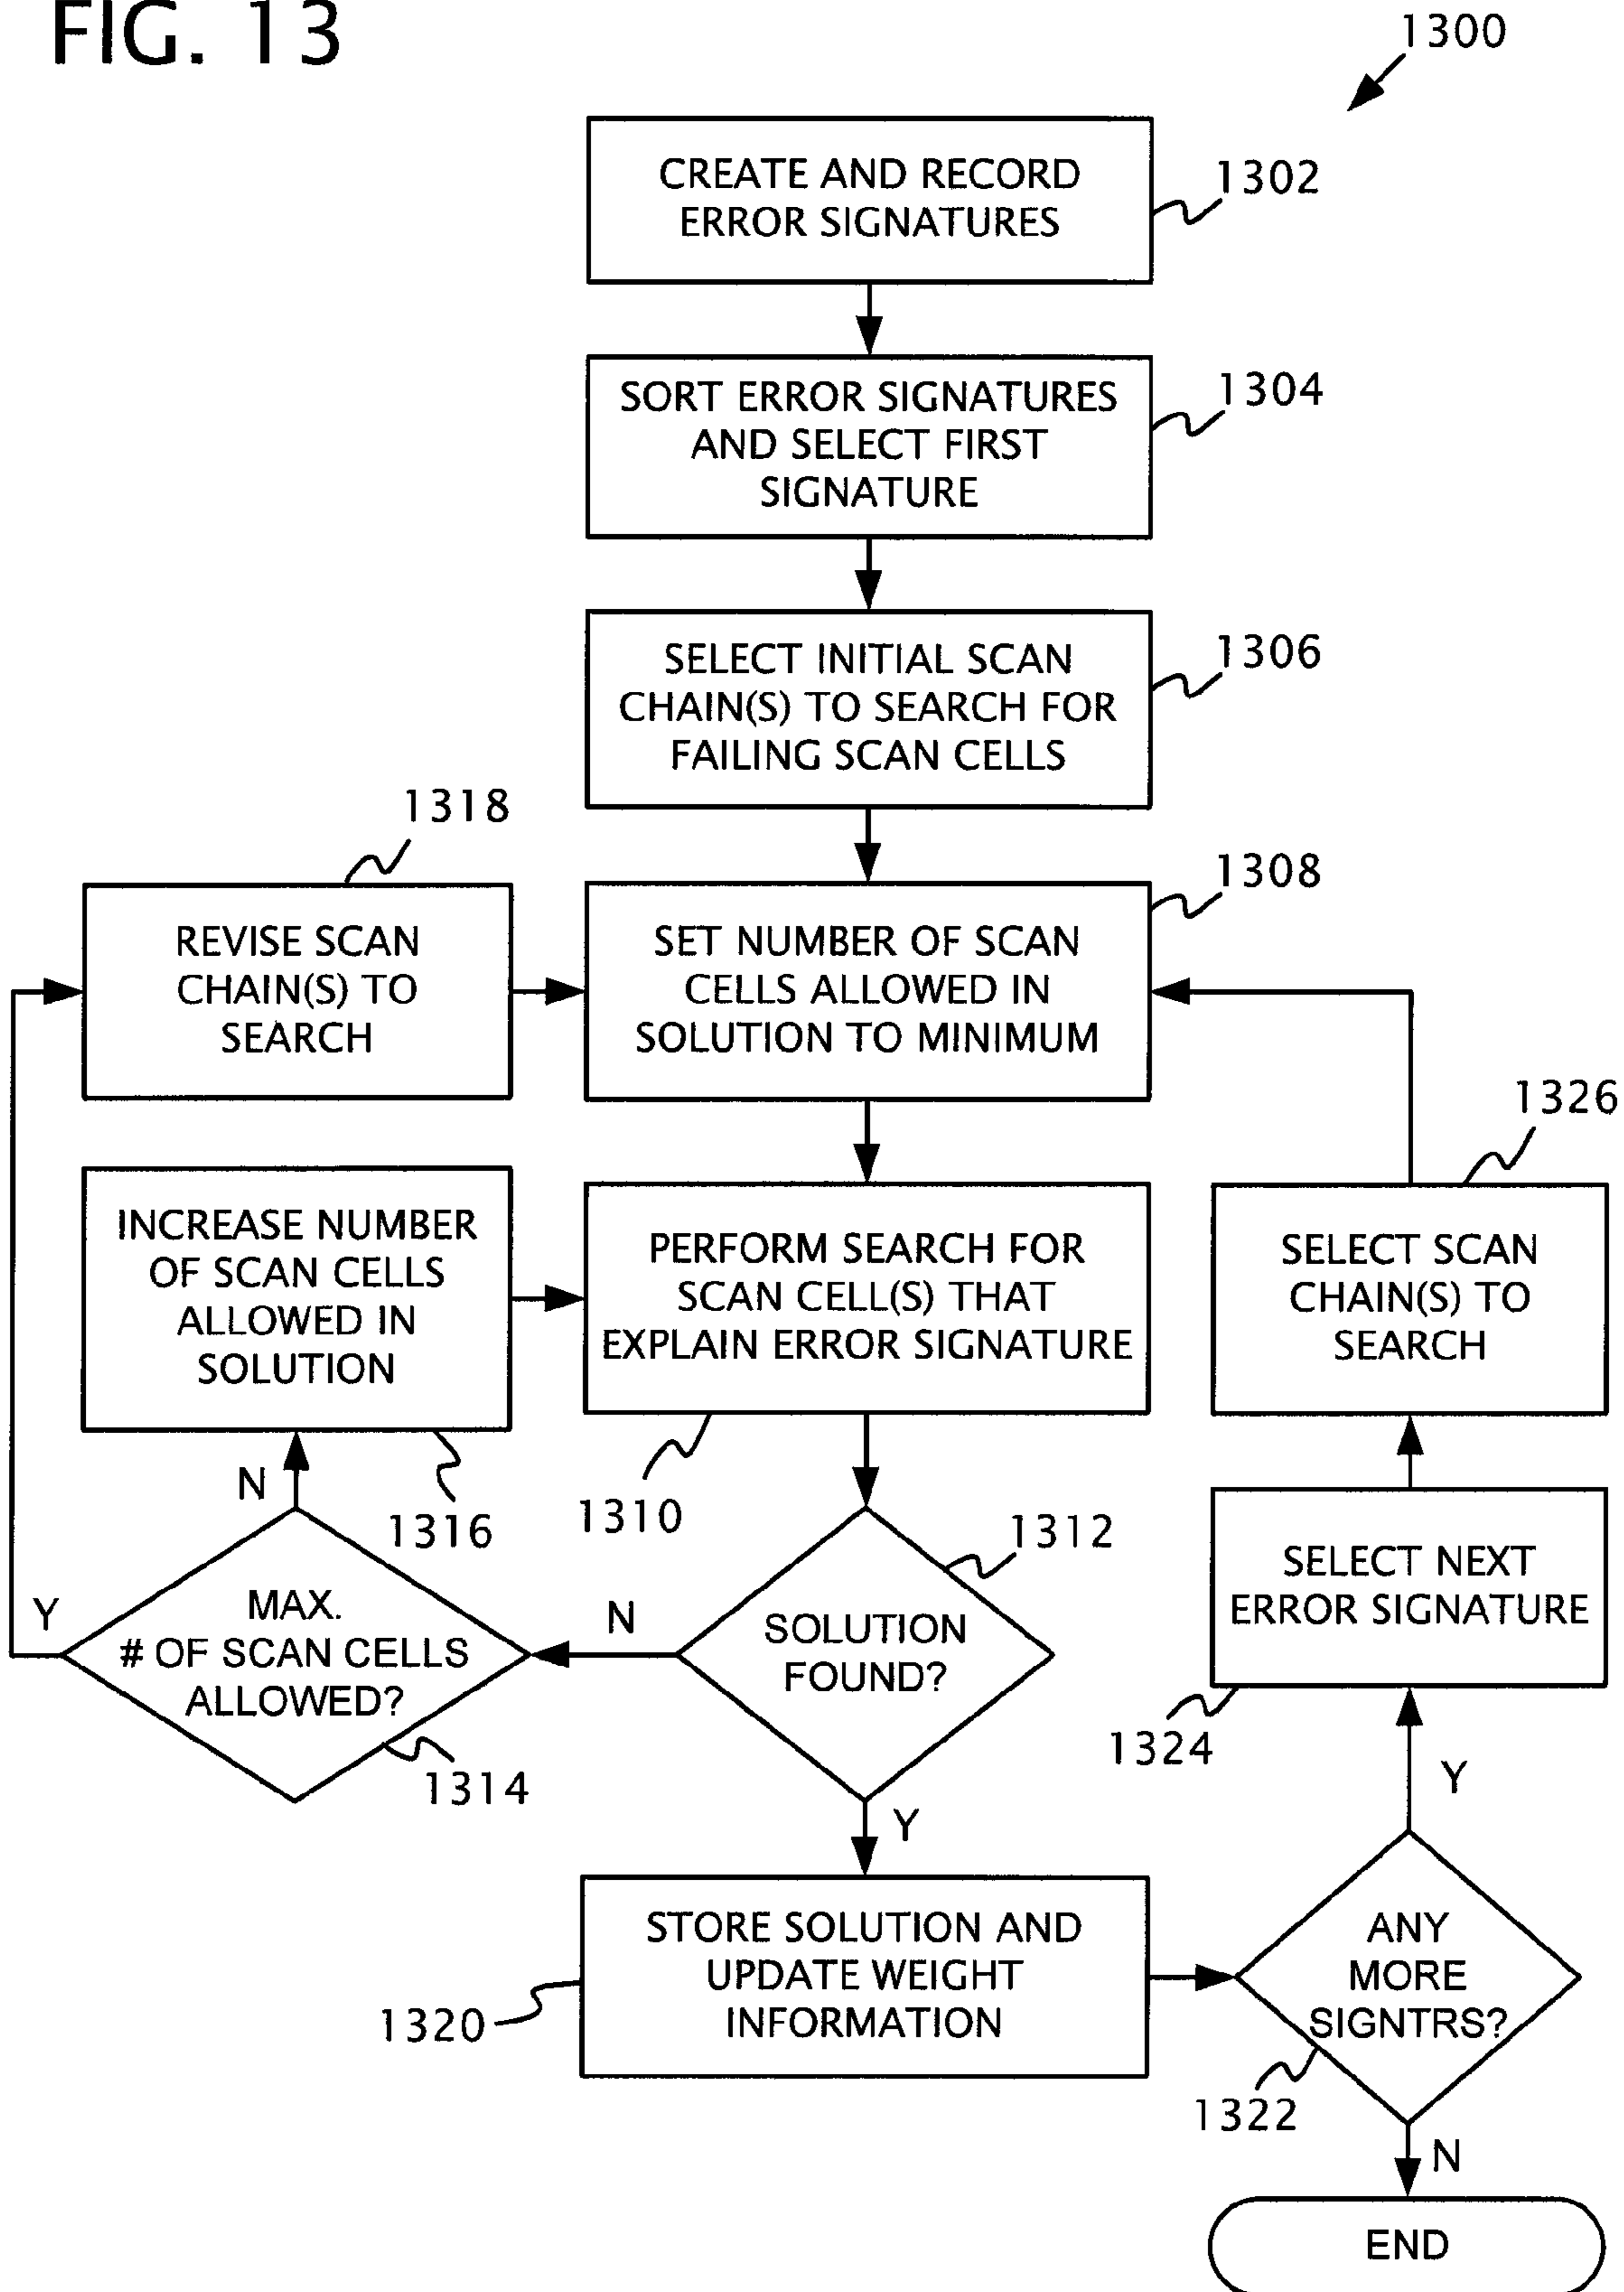 FIG. 13
1300
CREATE AND RECORD
ERROR SIGNATURES
1302
SORT ERROR SIGNATURES
AND SELECT FIRST
SIGNATURE
1304
SELECT INITIAL SCAN
CHAIN(S) TO SEARCH FOR
FAILING SCAN CELLS
1306
1318
REVISE SCAN
CHAIN(S) TO
SEARCH
SET NUMBER OF SCAN
CELLS ALLOWED IN
SOLUTION TO MINIMUM
1308
INCREASE NUMBER
OF SCAN CELLS
ALLOWED IN
SOLUTION
1316
PERFORM SEARCH FOR
SCAN CELL(S) THAT
EXPLAIN ERROR SIGNATURE
1310
1326
SELECT SCAN
CHAIN(S) TO
SEARCH
N
Y
MAX.
# OF SCAN CELLS
ALLOWED?
1314
N
SOLUTION
FOUND?
1312
SELECT NEXT
ERROR SIGNATURE
1324
Y
Y
STORE SOLUTION AND
UPDATE WEIGHT
INFORMATION
1320
ANY
MORE
SIGNTRS?
1322
N
END